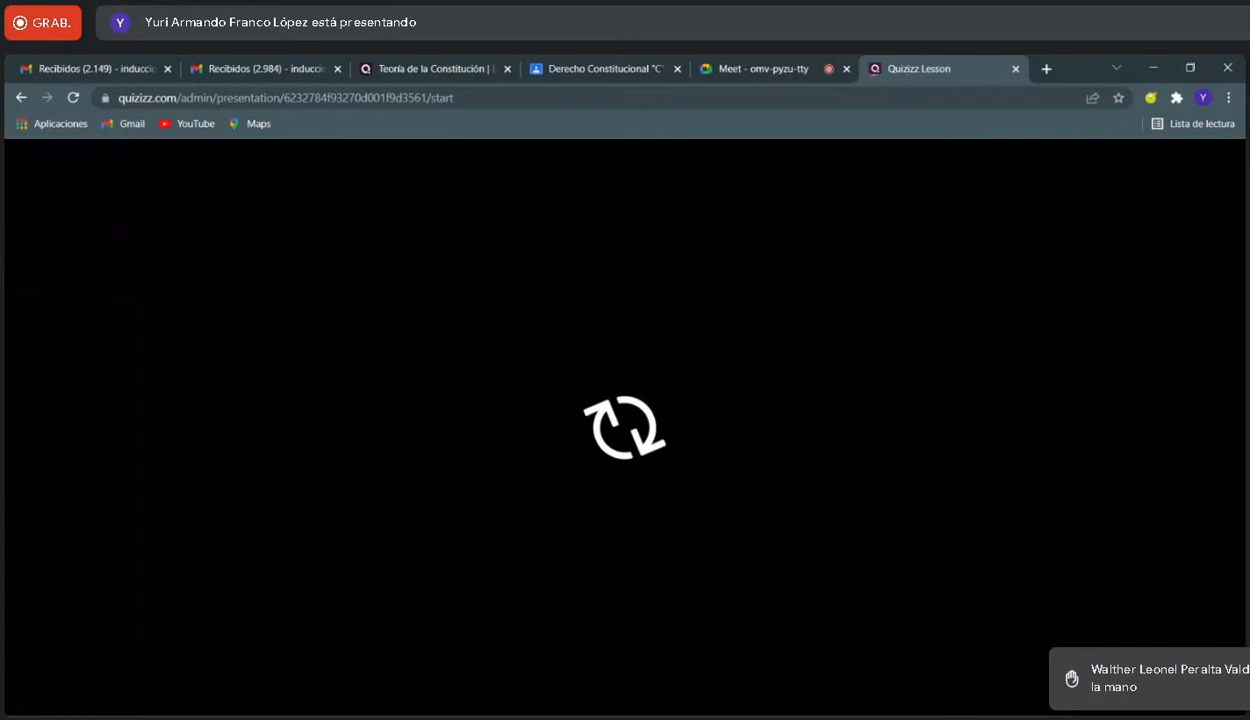 GRAB.
Y
Yuri Armando Franco López está presentando
Recibidos (2.149) - inducci
Recibidos (2.984) - inducci
Teoría de la Constitución |
Derecho Constitucional "C"
Meet - omv-pyzu-tty
Quizizz Lesson
quizizz.com/admin/presentation/6232784f93270d001f9d3561/start
Y
Aplicaciones
Gmail
YouTube
Maps
Lista de lectura
Walther Leonel Peralta Vald
la mano